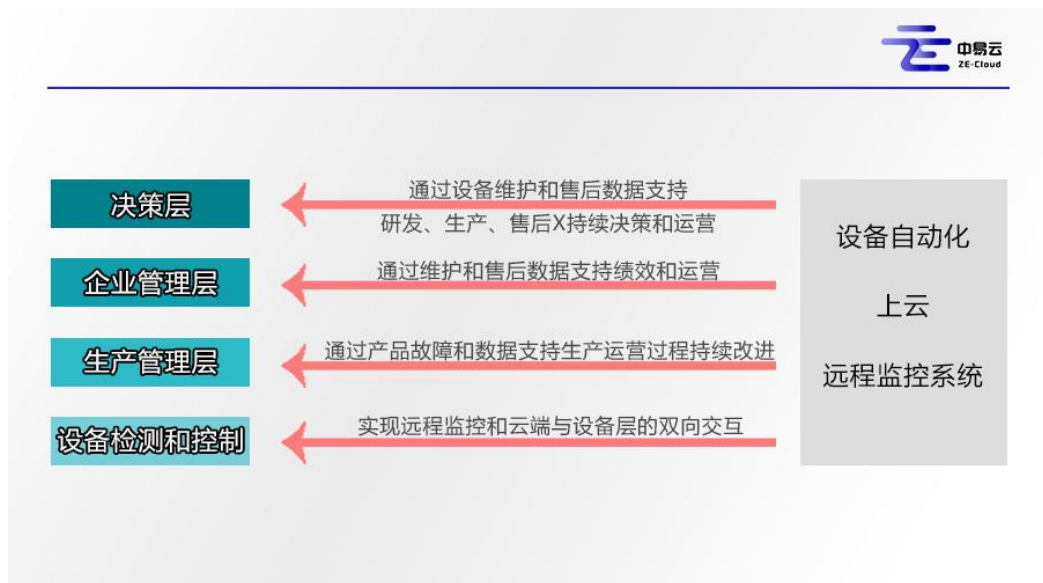 中易云
ZE-Cloud
决策层
通过设备维护和售后数据支持
研发、生产、售后X持续决策和运营
企业管理层
通过维护和售后数据支持绩效和运营
生产管理层
通过产品故障和数据支持生产运营过程持续改进
设备检测和控制
实现远程监控和云端与设备层的双向交互
设备自动化
上云
远程监控系统